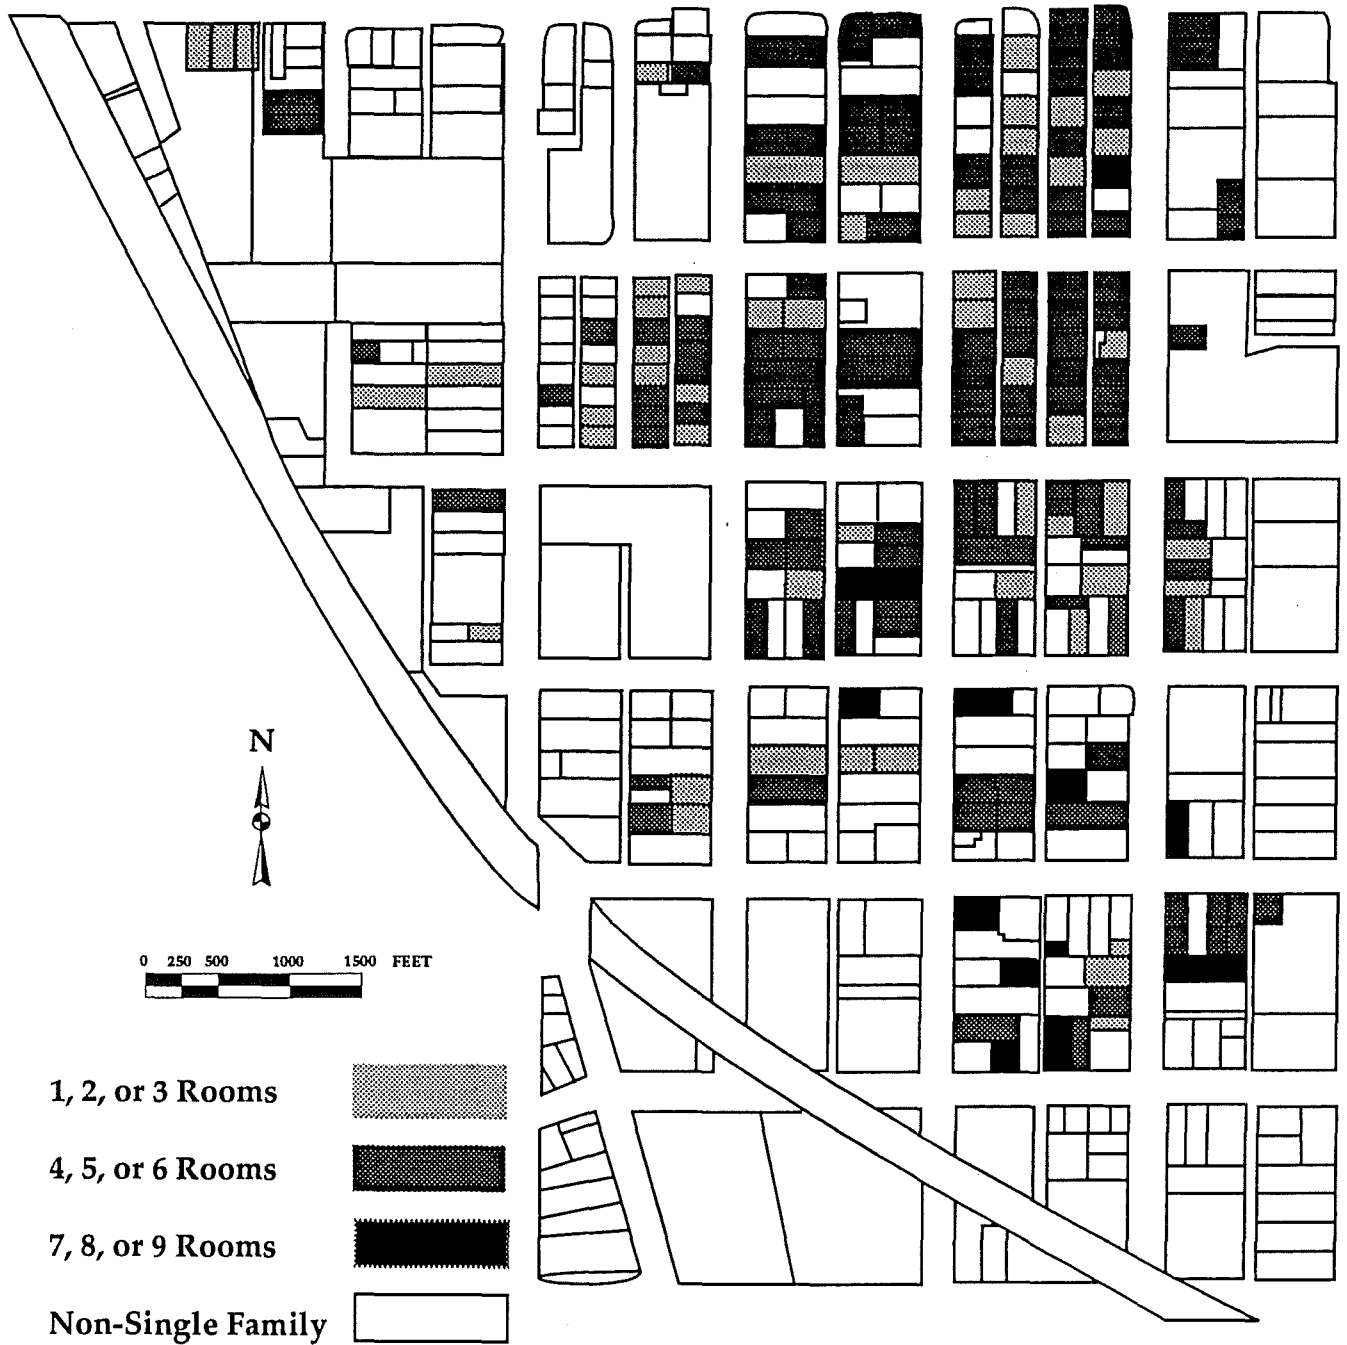 N
0 250 500 1000 1500 FEET
1, 2, or 3 Rooms
4, 5, or 6 Rooms
7, 8, or 9 Rooms
Non-Single Family